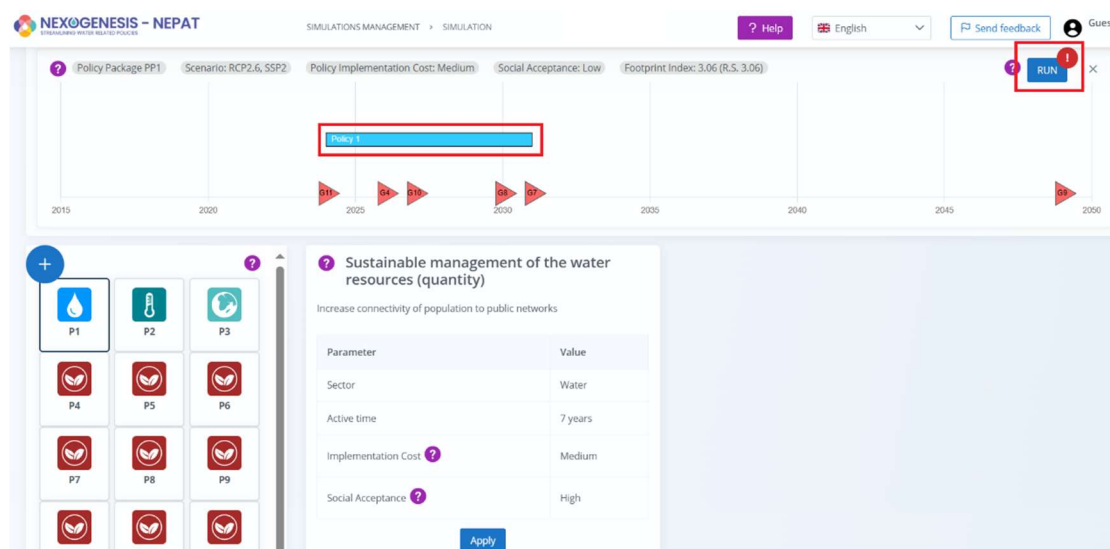 NEXOGENESIS – NEPAT
STREAMLINING WATER RELATED POLICIES
SIMULATIONS MANAGEMENT > SIMULATION
? Help
English
Send feedback
Gues
? Policy Package PP1 Scenario: RCP2.6, SSP2 Policy Implementation Cost: Medium Social Acceptance: Low Footprint Index: 3.06 (R.S. 3.06) ? RUN ! ×
Policy 1
G11 G4 G10 G8 G7 G9
2015 2020 2025 2030 2035 2040 2045 2050
+ ?
P1 P2 P3
P4 P5 P6
P7 P8 P9
? Sustainable management of the water
resources (quantity)
Increase connectivity of population to public networks
Parameter Value
Sector Water
Active time 7 years
Implementation Cost ? Medium
Social Acceptance ? High
Apply